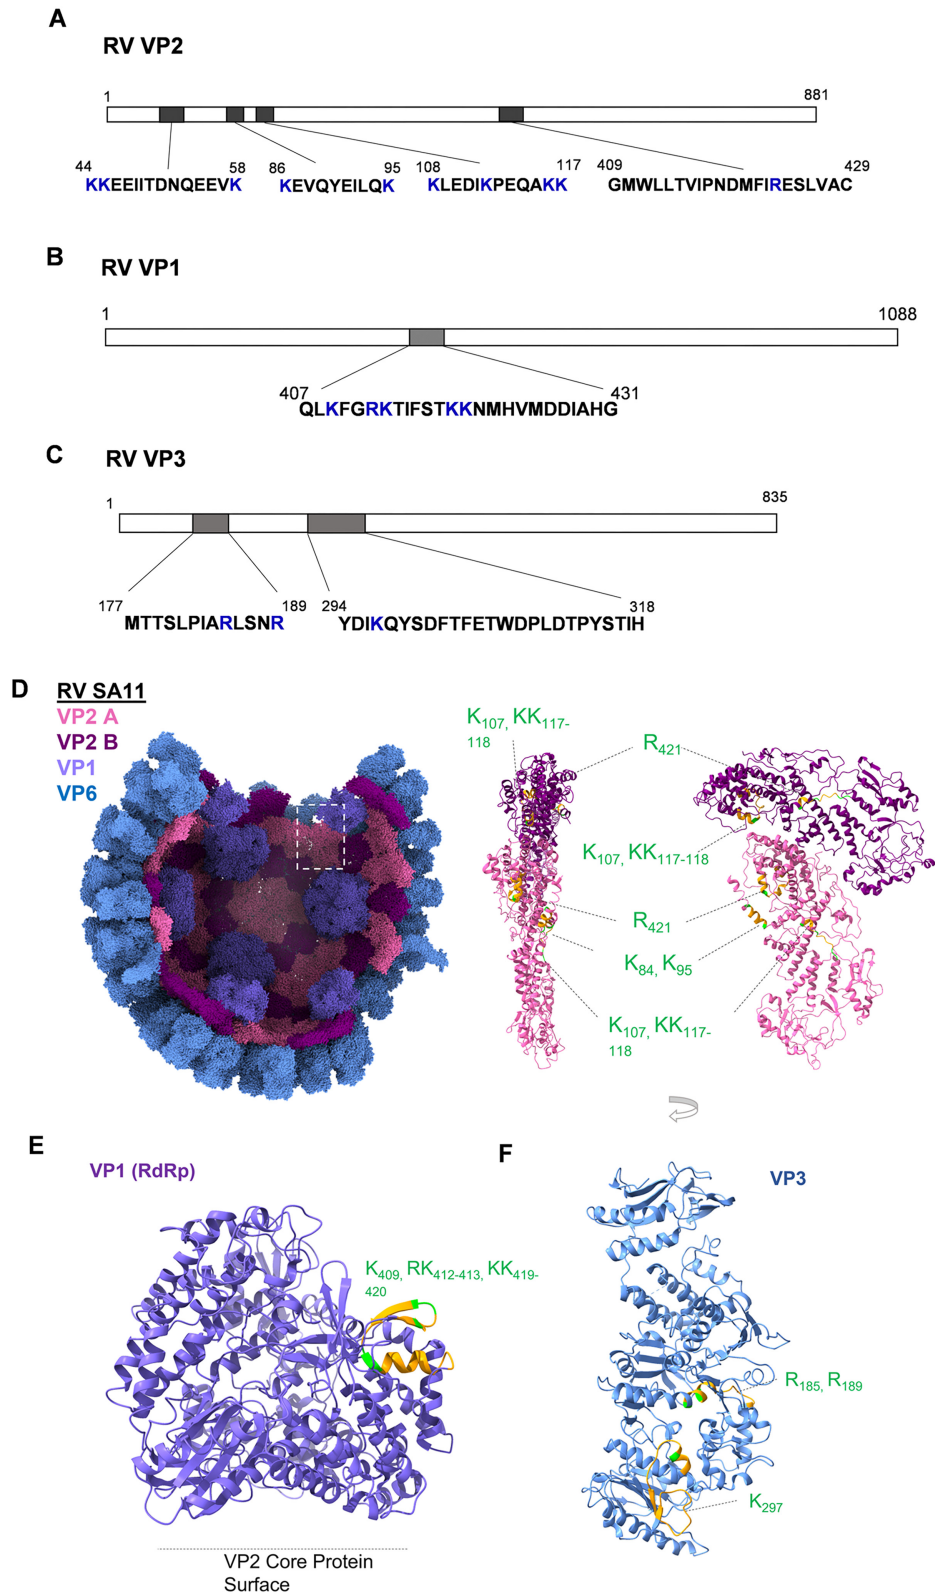 A
RV VP2
1
881
44
58
86
95
108
117
409
429
KKEEIITDNQEEVK
KEVQYEILQK
KLEDIKPEQAKK
GMWLLTVIPNDMFIRESLVAC
B
RV VP1
1
1088
407
431
QLKFGRKTIFSTKKNMHVMDDIAHG
C
RV VP3
1
835
177
189
294
318
MTTSLPIARLSNR
YDIKQYSDFTFETWDPLDTPYSTIH
D
RV SA11
VP2 A
VP2 B
VP1
VP6
K107, KK117-
118
R421
K107, KK117-118
R421
K84, K95
K107, KK117-
118
E
VP1 (RdRp)
K409, RK412-413, KK419-
420
VP2 Core Protein
Surface
F
VP3
R185, R189
K297